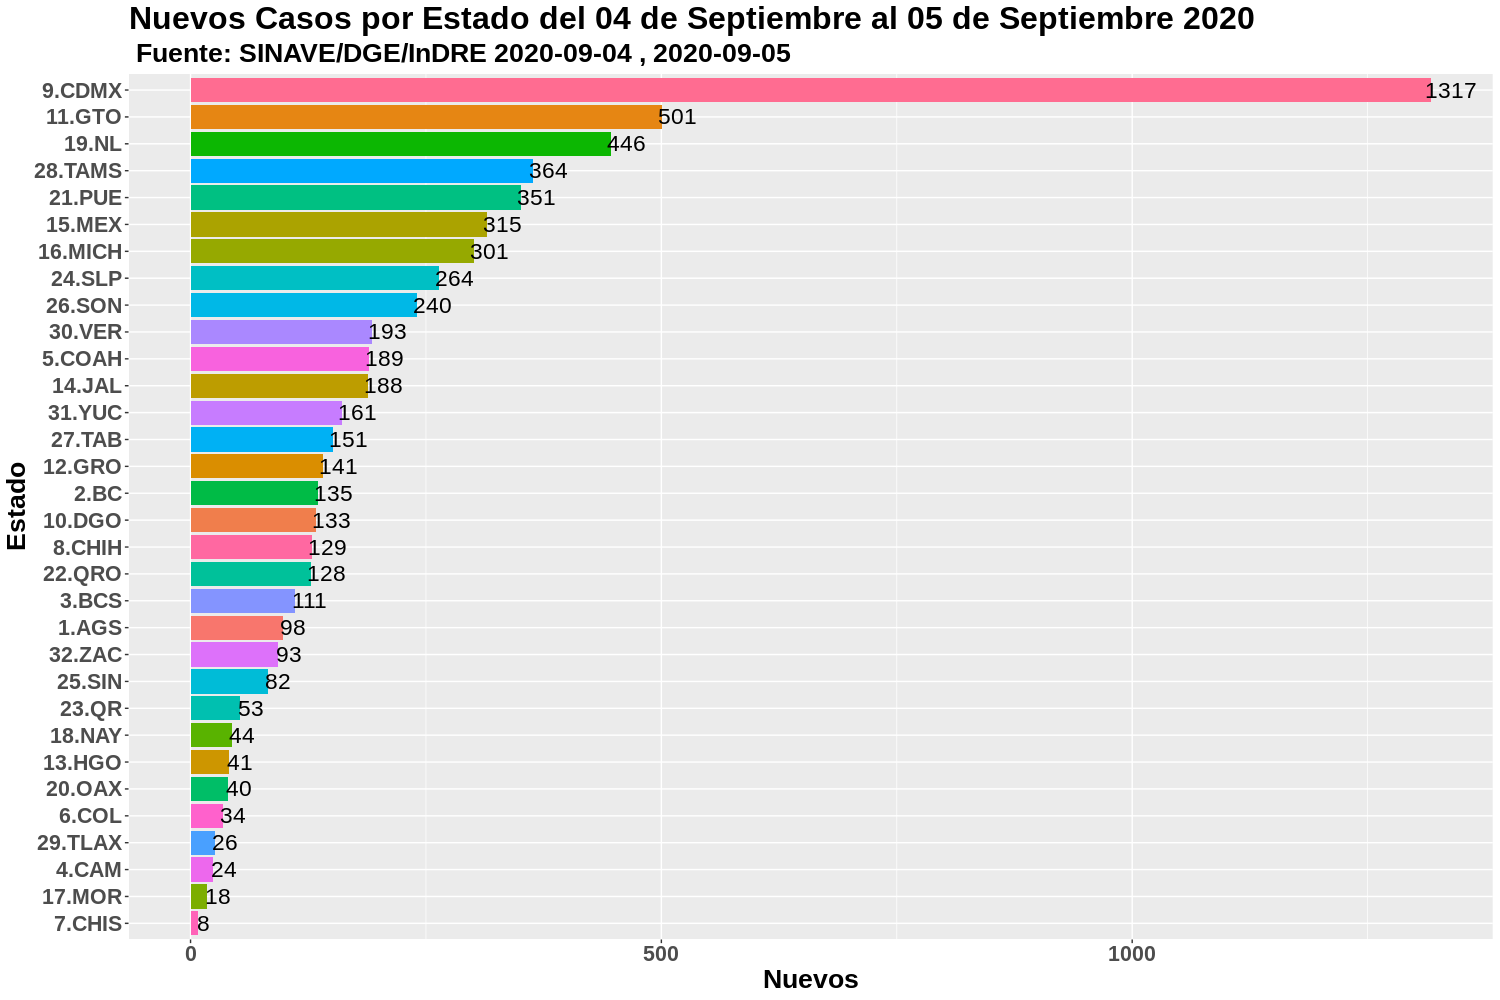 Nuevos Casos por Estado del 04 de Septiembre al 05 de Septiembre 2020
Fuente: SINAVE/DGE/InDRE 2020-09-04 , 2020-09-05
Estado
9.CDMX 1317
11.GTO 501
19.NL 446
28.TAMS 364
21.PUE 351
15.MEX 315
16.MICH 301
24.SLP 264
26.SON 240
30.VER 193
5.COAH 189
14.JAL 188
31.YUC 161
27.TAB 151
12.GRO 141
2.BC 135
10.DGO 133
8.CHIH 129
22.QRO 128
3.BCS 111
1.AGS 98
32.ZAC 93
25.SIN 82
23.QR 53
18.NAY 44
13.HGO 41
20.OAX 40
6.COL 34
29.TLAX 26
4.CAM 24
17.MOR 18
7.CHIS 8
0 500 1000
Nuevos